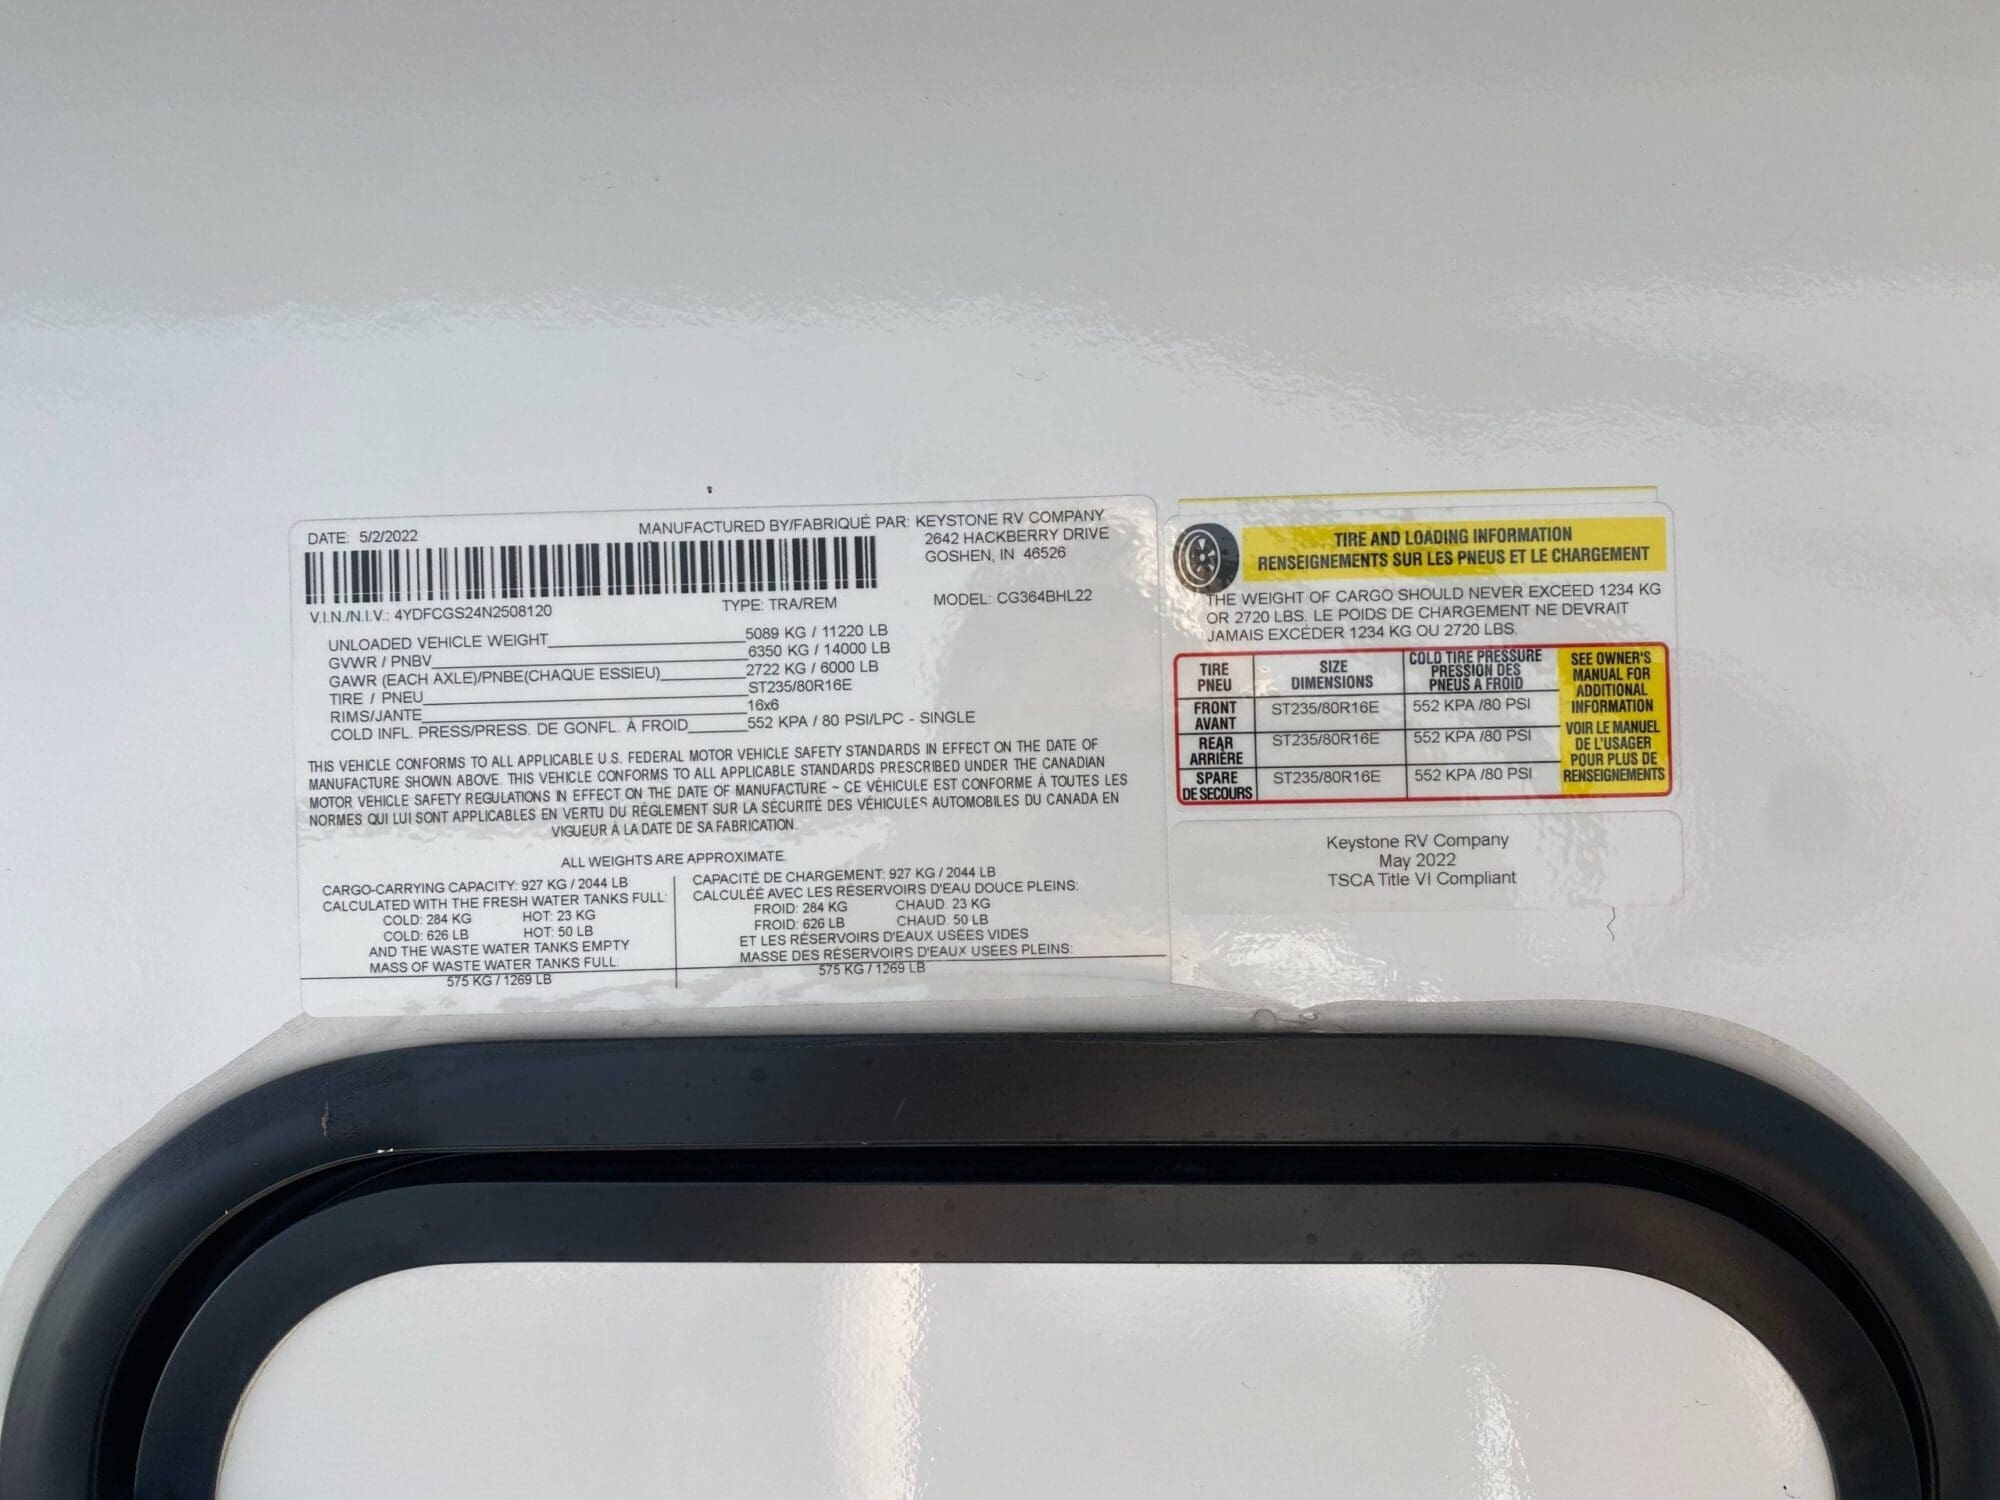 DATE: 5/2/2022
MANUFACTURED BY/FABRIQUÉ PAR: KEYSTONE RV COMPANY
2642 HACKBERRY DRIVE
GOSHEN, IN 46526
V.I.N./N.I.V.: 4YDFCGS24N2508120
TYPE: TRA/REM
MODEL: CG364BHL22
UNLOADED VEHICLE WEIGHT 5089 KG / 11220 LB
GVWR / PNBV 6350 KG / 14000 LB
GAWR (EACH AXLE)/PNBE(CHAQUE ESSIEU) 2722 KG / 6000 LB
TIRE / PNEU ST235/80R16E
RIMS/JANTE 16x6
COLD INFL. PRESS/PRESS. DE GONFL. À FROID 552 KPA / 80 PSI/LPC - SINGLE
THIS VEHICLE CONFORMS TO ALL APPLICABLE U.S. FEDERAL MOTOR VEHICLE SAFETY STANDARDS IN EFFECT ON THE DATE OF
MANUFACTURE SHOWN ABOVE. THIS VEHICLE CONFORMS TO ALL APPLICABLE STANDARDS PRESCRIBED UNDER THE CANADIAN
MOTOR VEHICLE SAFETY REGULATIONS IN EFFECT ON THE DATE OF MANUFACTURE ~ CE VÉHICULE EST CONFORME À TOUTES LES
NORMES QUI LUI SONT APPLICABLES EN VERTU DU RÈGLEMENT SUR LA SÉCURITÉ DES VÉHICULES AUTOMOBILES DU CANADA EN
VIGUEUR À LA DATE DE SA FABRICATION.
ALL WEIGHTS ARE APPROXIMATE.
CARGO-CARRYING CAPACITY: 927 KG / 2044 LB
CALCULATED WITH THE FRESH WATER TANKS FULL:
COLD: 284 KG HOT: 23 KG
COLD: 626 LB HOT: 50 LB
AND THE WASTE WATER TANKS EMPTY
MASS OF WASTE WATER TANKS FULL:
575 KG / 1269 LB
CAPACITÉ DE CHARGEMENT: 927 KG / 2044 LB
CALCULÉÉ AVEC LES RÉSERVOIRS D'EAU DOUCE PLEINS:
FROID: 284 KG CHAUD. 23 KG
FROID: 626 LB CHAUD. 50 LB
ET LES RÉSERVOIRS D'EAUX USÉES VIDES
MASSE DES RÉSERVOIRS D'EAUX USÉES PLEINS:
575 KG / 1269 LB
TIRE AND LOADING INFORMATION
RENSEIGNEMENTS SUR LES PNEUS ET LE CHARGEMENT
THE WEIGHT OF CARGO SHOULD NEVER EXCEED 1234 KG
OR 2720 LBS. LE POIDS DE CHARGEMENT NE DEVRAIT
JAMAIS EXCÉDER 1234 KG OU 2720 LBS.
TIRE
PNEU
SIZE
DIMENSIONS
COLD TIRE PRESSURE
PRESSION DES
PNEUS A FROID
FRONT
AVANT
ST235/80R16E 552 KPA /80 PSI
REAR
ARRIÈRE
ST235/80R16E 552 KPA /80 PSI
SPARE
DE SECOURS
ST235/80R16E 552 KPA /80 PSI
SEE OWNER'S
MANUAL FOR
ADDITIONAL
INFORMATION
VOIR LE MANUEL
DE L'USAGER
POUR PLUS DE
RENSEIGNEMENTS
Keystone RV Company
May 2022
TSCA Title VI Compliant